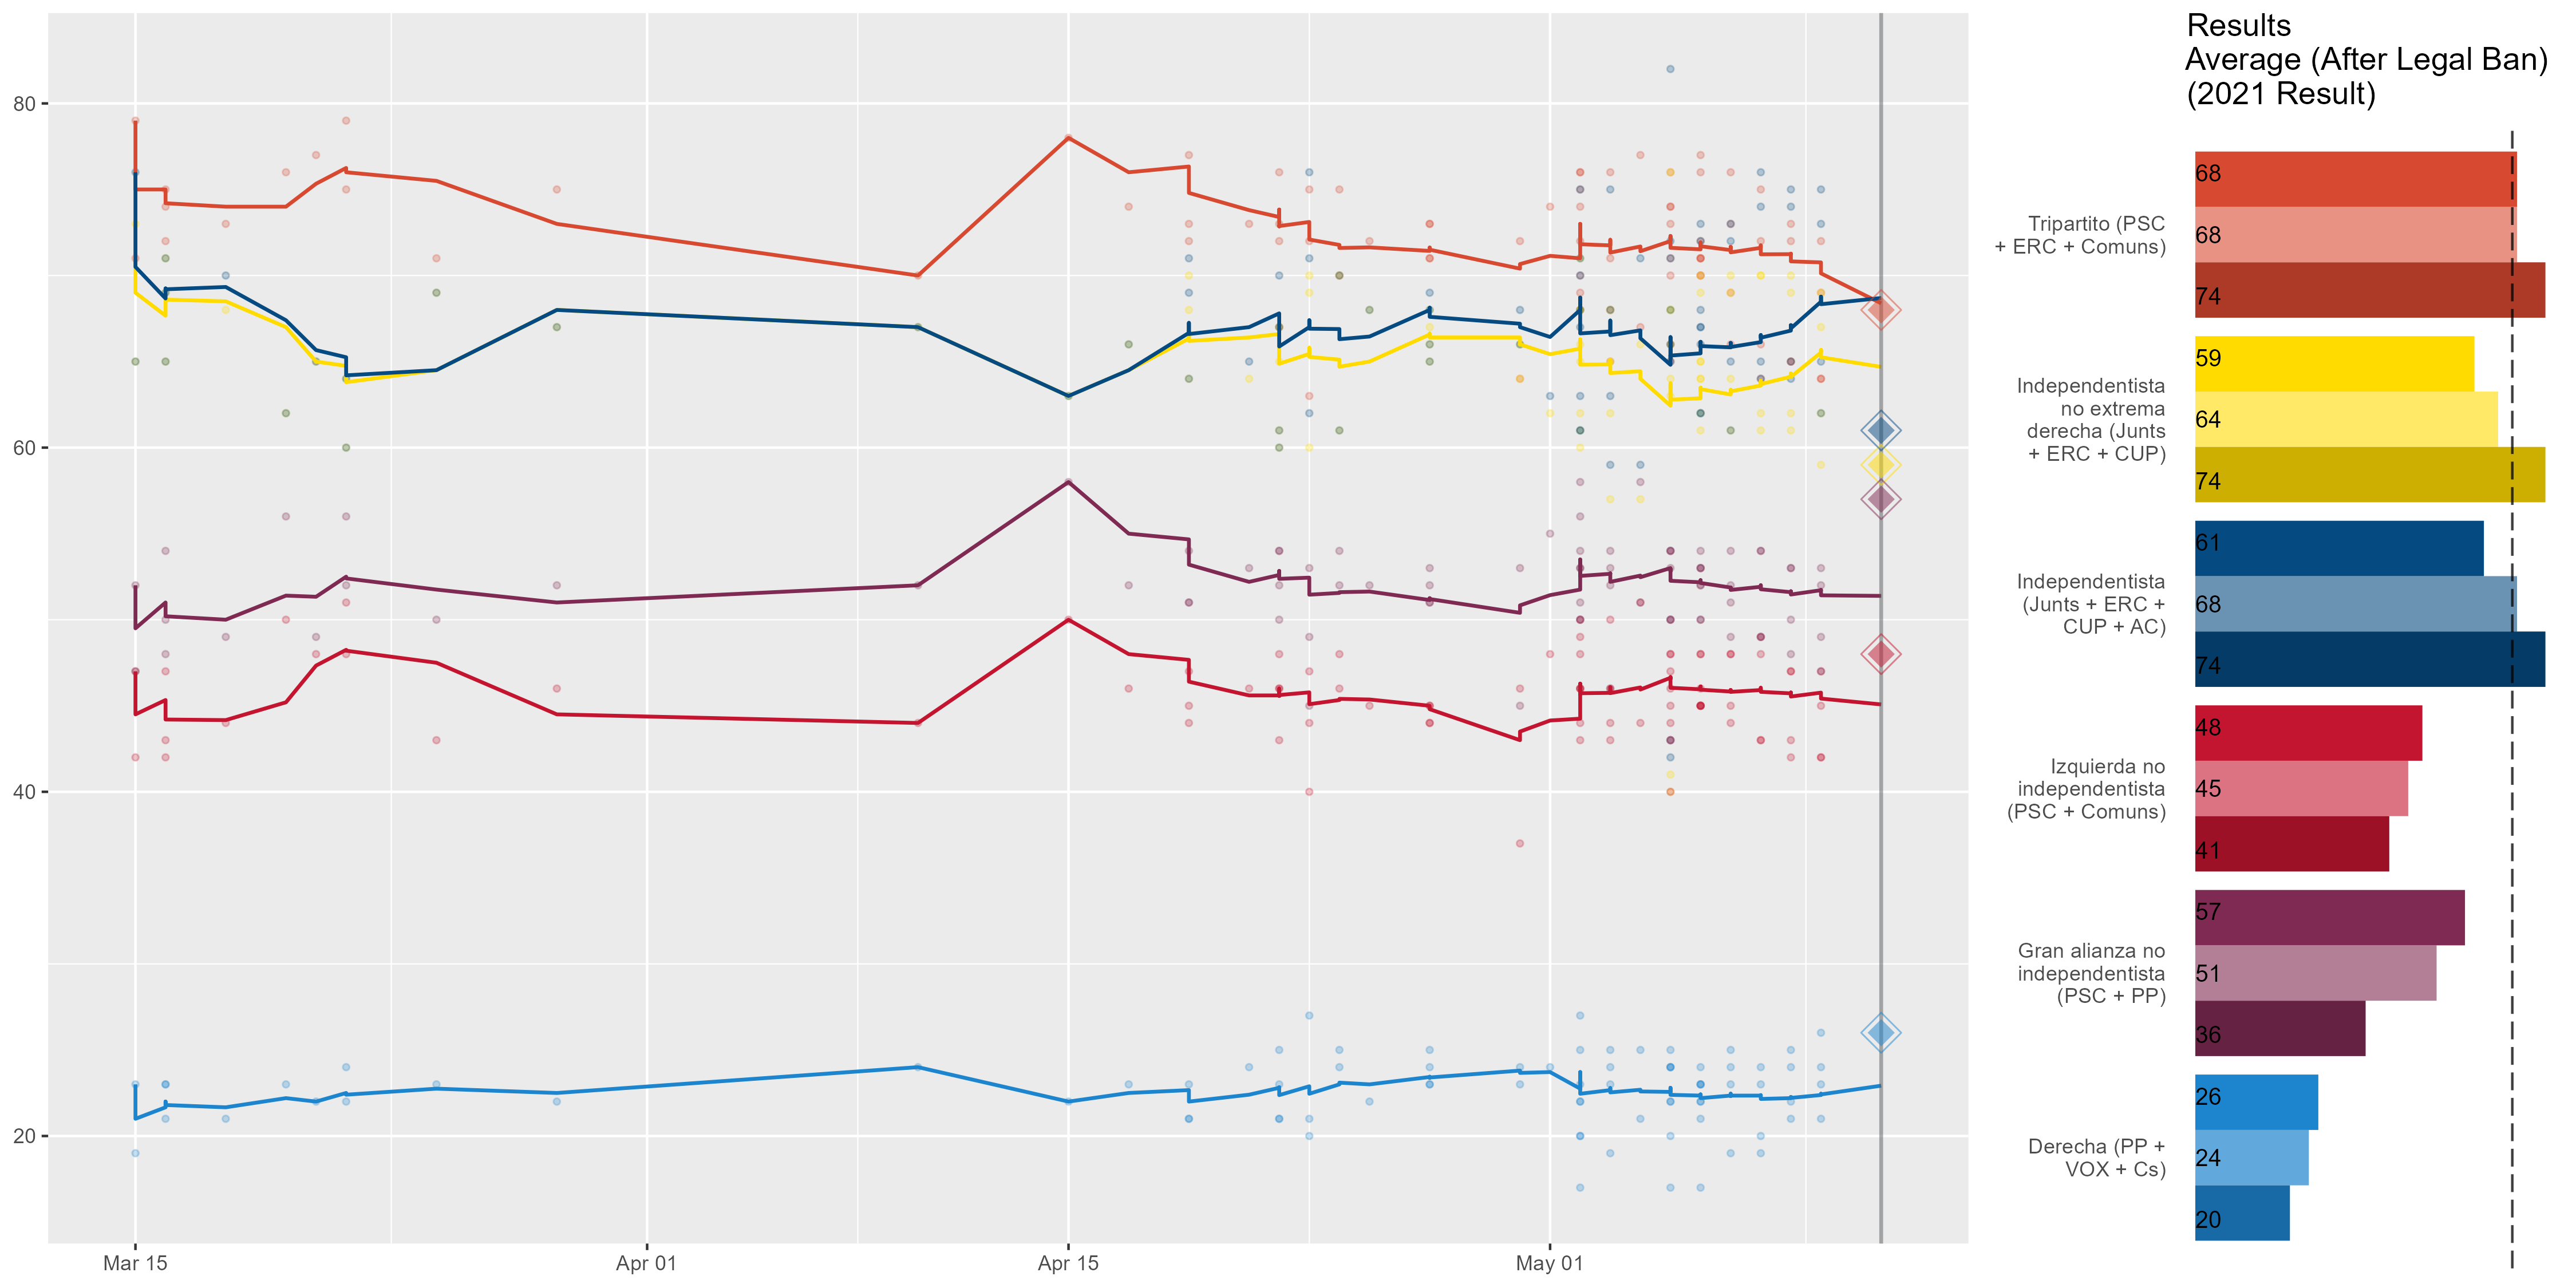 Results
Average (After Legal Ban)
(2021 Result)
80
60
40
20
Mar 15
Apr 01
Apr 15
May 01
Tripartito (PSC
+ ERC + Comuns)
68
68
74
Independentista
no extrema
derecha (Junts
+ ERC + CUP)
59
64
74
Independentista
(Junts + ERC +
CUP + AC)
61
68
74
Izquierda no
independentista
(PSC + Comuns)
48
45
41
Gran alianza no
independentista
(PSC + PP)
57
51
36
Derecha (PP +
VOX + Cs)
26
24
20